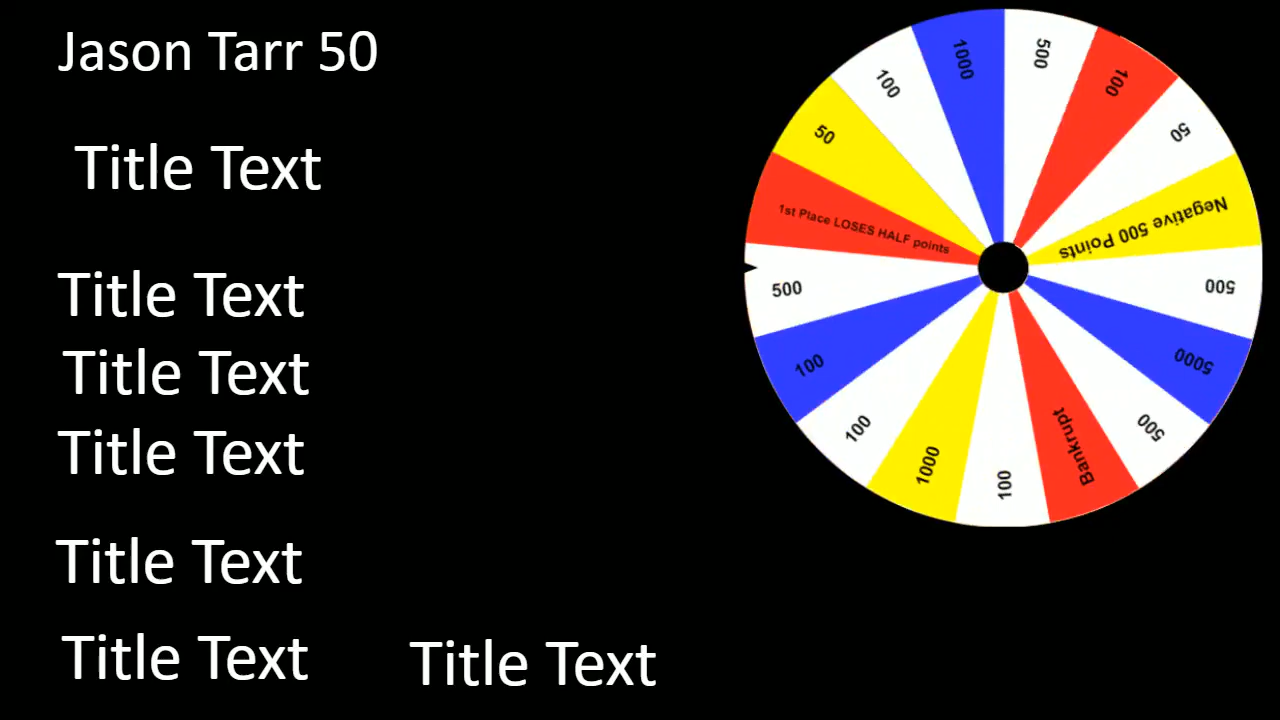 Jason Tarr 50
Title Text
Title Text
Title Text
Title Text
Title Text
Title Text
Title Text
1000
500
100
50
Negative 500 Points
500
5000
500
Bankrupt
100
1000
100
100
500
1st Place LOSES HALF points
50
100